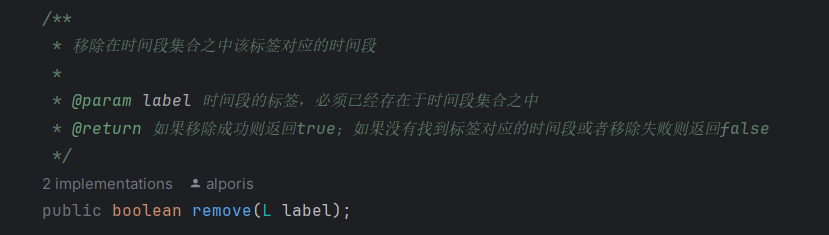 /**
 * 移除在时间段集合之中该标签对应的时间段
 *
 * @param label 时间段的标签，必须已经存在于时间段集合之中
 * @return 如果移除成功则返回true；如果没有找到标签对应的时间段或者移除失败则返回false
 */
2 implementations alporis
public boolean remove(L label);